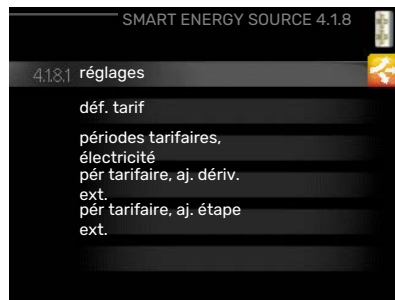 SMART ENERGY SOURCE 4.1.8
4.1.8.1 réglages
déf. tarif
périodes tarifaires,
électricité
pér tarifaire, aj. dériv.
ext.
pér tarifaire, aj. étape
ext.